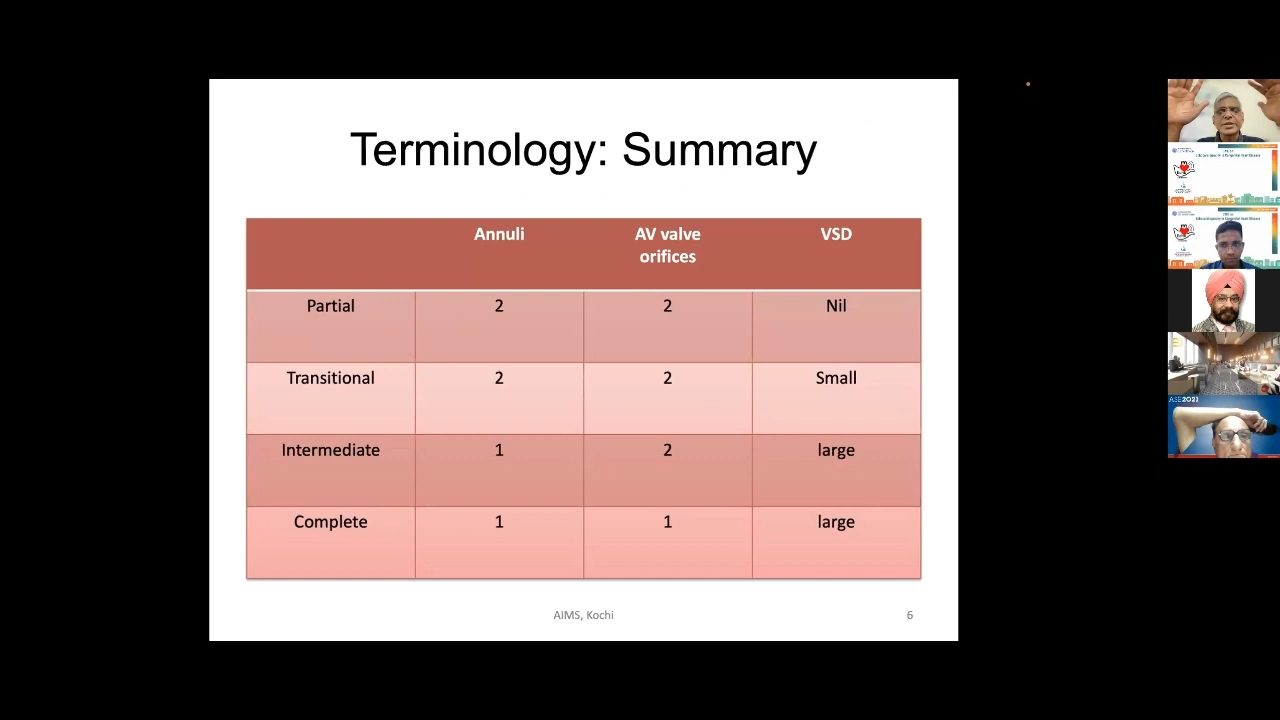 Terminology: Summary
Annuli AV valve VSD
orifices
Partial 2 2 Nil
Transitional 2 2 Small
Intermediate 1 2 large
Complete 1 1 large
AIMS, Kochi 6
ASE2021